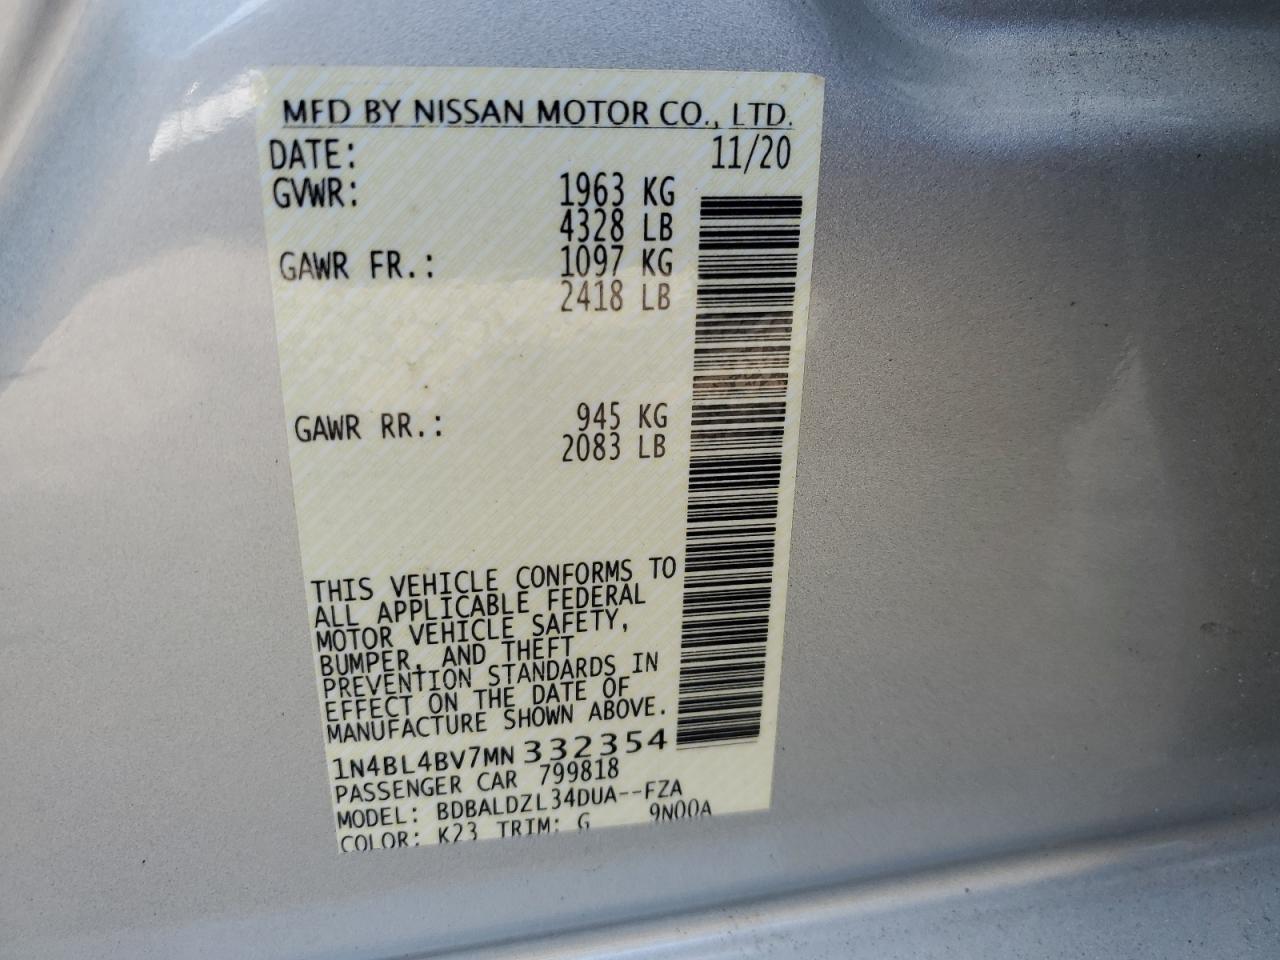 MFD BY NISSAN MOTOR CO., LTD.
DATE: 11/20
GVWR: 1963 KG
4328 LB
GAWR FR.: 1097 KG
2418 LB
GAWR RR.: 945 KG
2083 LB
THIS VEHICLE CONFORMS TO
ALL APPLICABLE FEDERAL
MOTOR VEHICLE SAFETY,
BUMPER, AND THEFT
PREVENTION STANDARDS IN
EFFECT ON THE DATE OF
MANUFACTURE SHOWN ABOVE.
1N4BL4BV7MN332354
PASSENGER CAR 799818
MODEL: BDBALDZL34DUA--FZA
COLOR: K23 TRIM: G 9N00A